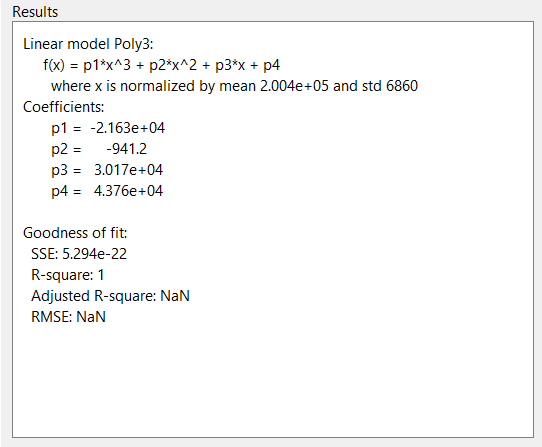 Results
Linear model Poly3:
f(x) = p1*x^3 + p2*x^2 + p3*x + p4
where x is normalized by mean 2.004e+05 and std 6860
Coefficients:
p1 = -2.163e+04
p2 = -941.2
p3 = 3.017e+04
p4 = 4.376e+04
Goodness of fit:
SSE: 5.294e-22
R-square: 1
Adjusted R-square: NaN
RMSE: NaN